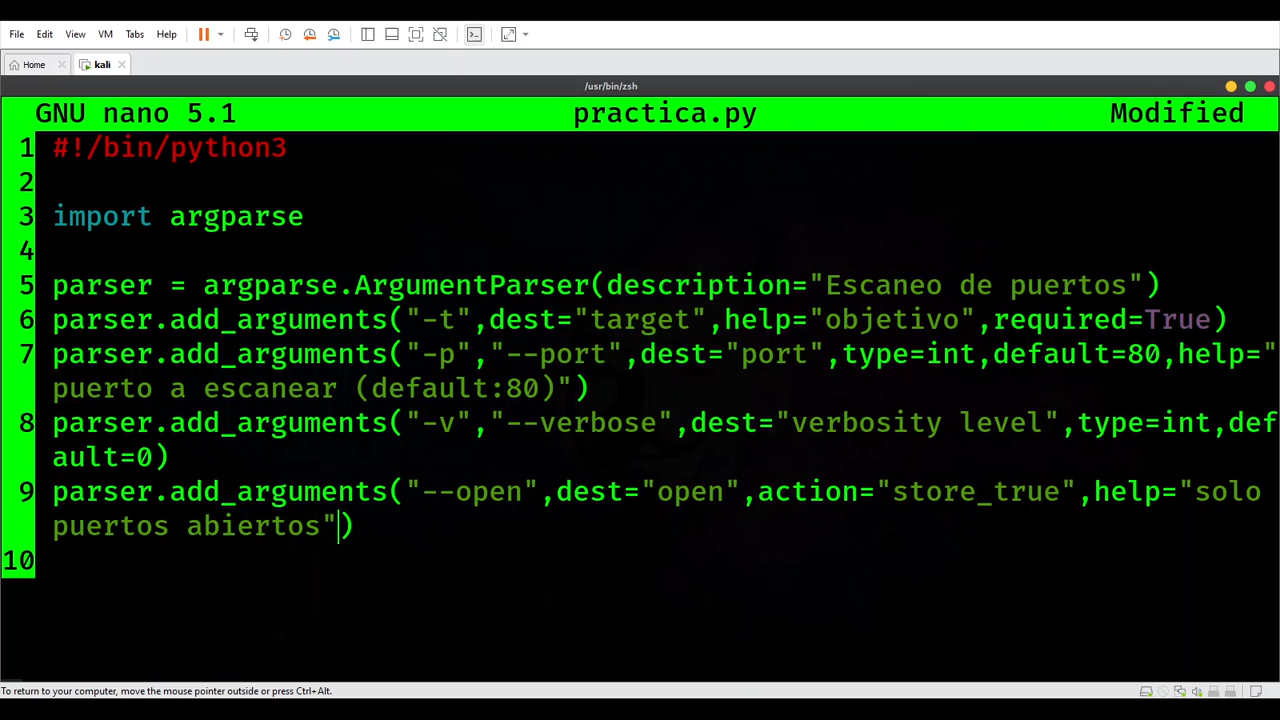 File Edit View VM Tabs Help
Home kali
/usr/bin/zsh
GNU nano 5.1 practica.py Modified
1 #!/bin/python3
2
3 import argparse
4
5 parser = argparse.ArgumentParser(description="Escaneo de puertos")
6 parser.add_arguments("-t",dest="target",help="objetivo",required=True)
7 parser.add_arguments("-p","--port",dest="port",type=int,default=80,help="
puerto a escanear (default:80)")
8 parser.add_arguments("-v","--verbose",dest="verbosity level",type=int,def
ault=0)
9 parser.add_arguments("--open",dest="open",action="store_true",help="solo
puertos abiertos")
10
To return to your computer, move the mouse pointer outside or press Ctrl+Alt.